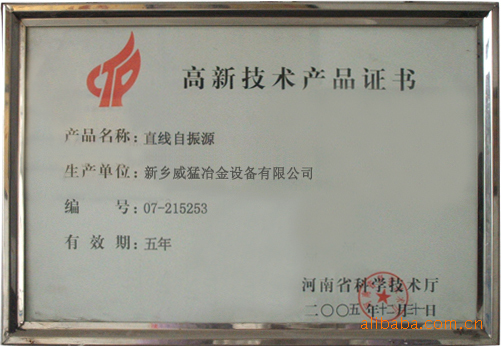 高新技术产品证书
产品名称：直线自振源
生产单位：新乡威猛冶金设备有限公司
编　　号：07-215253
有 效 期：五年
河南省科学技术厅
二〇〇五年十二月三十日
alibaba.com.cn